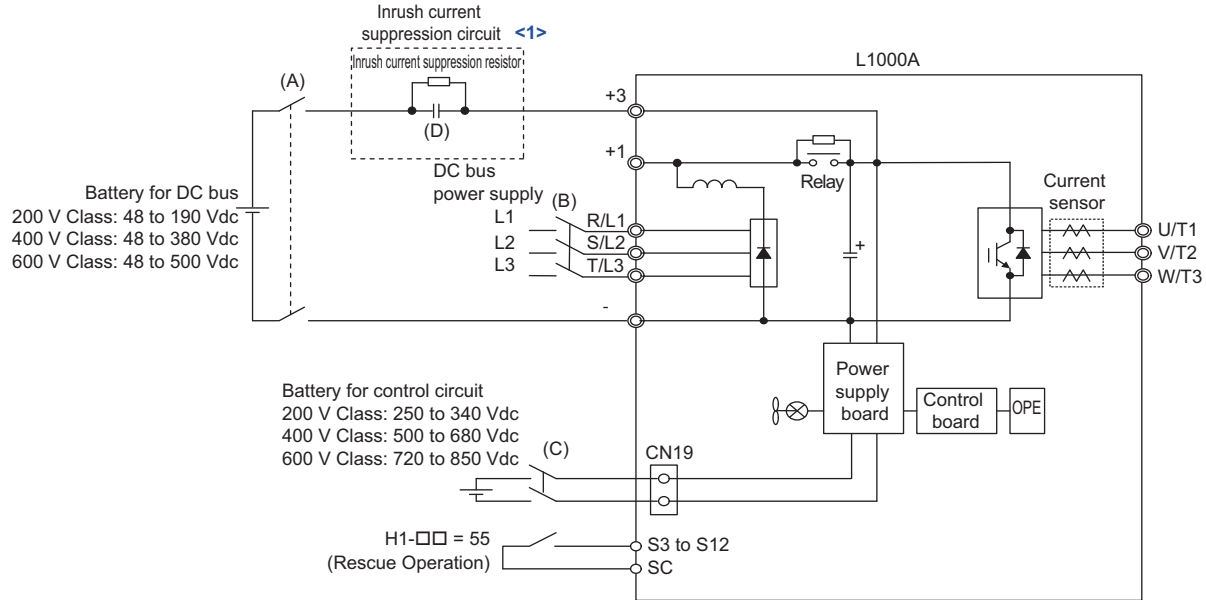 Inrush current
suppression circuit <1>
Inrush current suppression resistor
(A)
(D)
L1000A
+3
+1
DC bus
power supply
(B)
Battery for DC bus
200 V Class: 48 to 190 Vdc
400 V Class: 48 to 380 Vdc
600 V Class: 48 to 500 Vdc
L1
L2
L3
R/L1
S/L2
T/L3
-
Relay
+
Current
sensor
U/T1
V/T2
W/T3
Power
supply
board
Control
board
OPE
Battery for control circuit
200 V Class: 250 to 340 Vdc
400 V Class: 500 to 680 Vdc
600 V Class: 720 to 850 Vdc
(C)
CN19
H1-□□ = 55
(Rescue Operation)
S3 to S12
SC